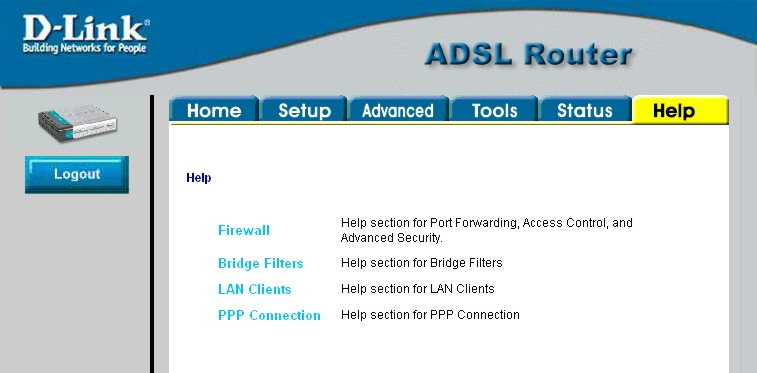 D-Link®
Building Networks for People
ADSL Router
Home Setup Advanced Tools Status Help
Logout
Help
Firewall Help section for Port Forwarding, Access Control, and
Advanced Security.
Bridge Filters Help section for Bridge Filters
LAN Clients Help section for LAN Clients
PPP Connection Help section for PPP Connection